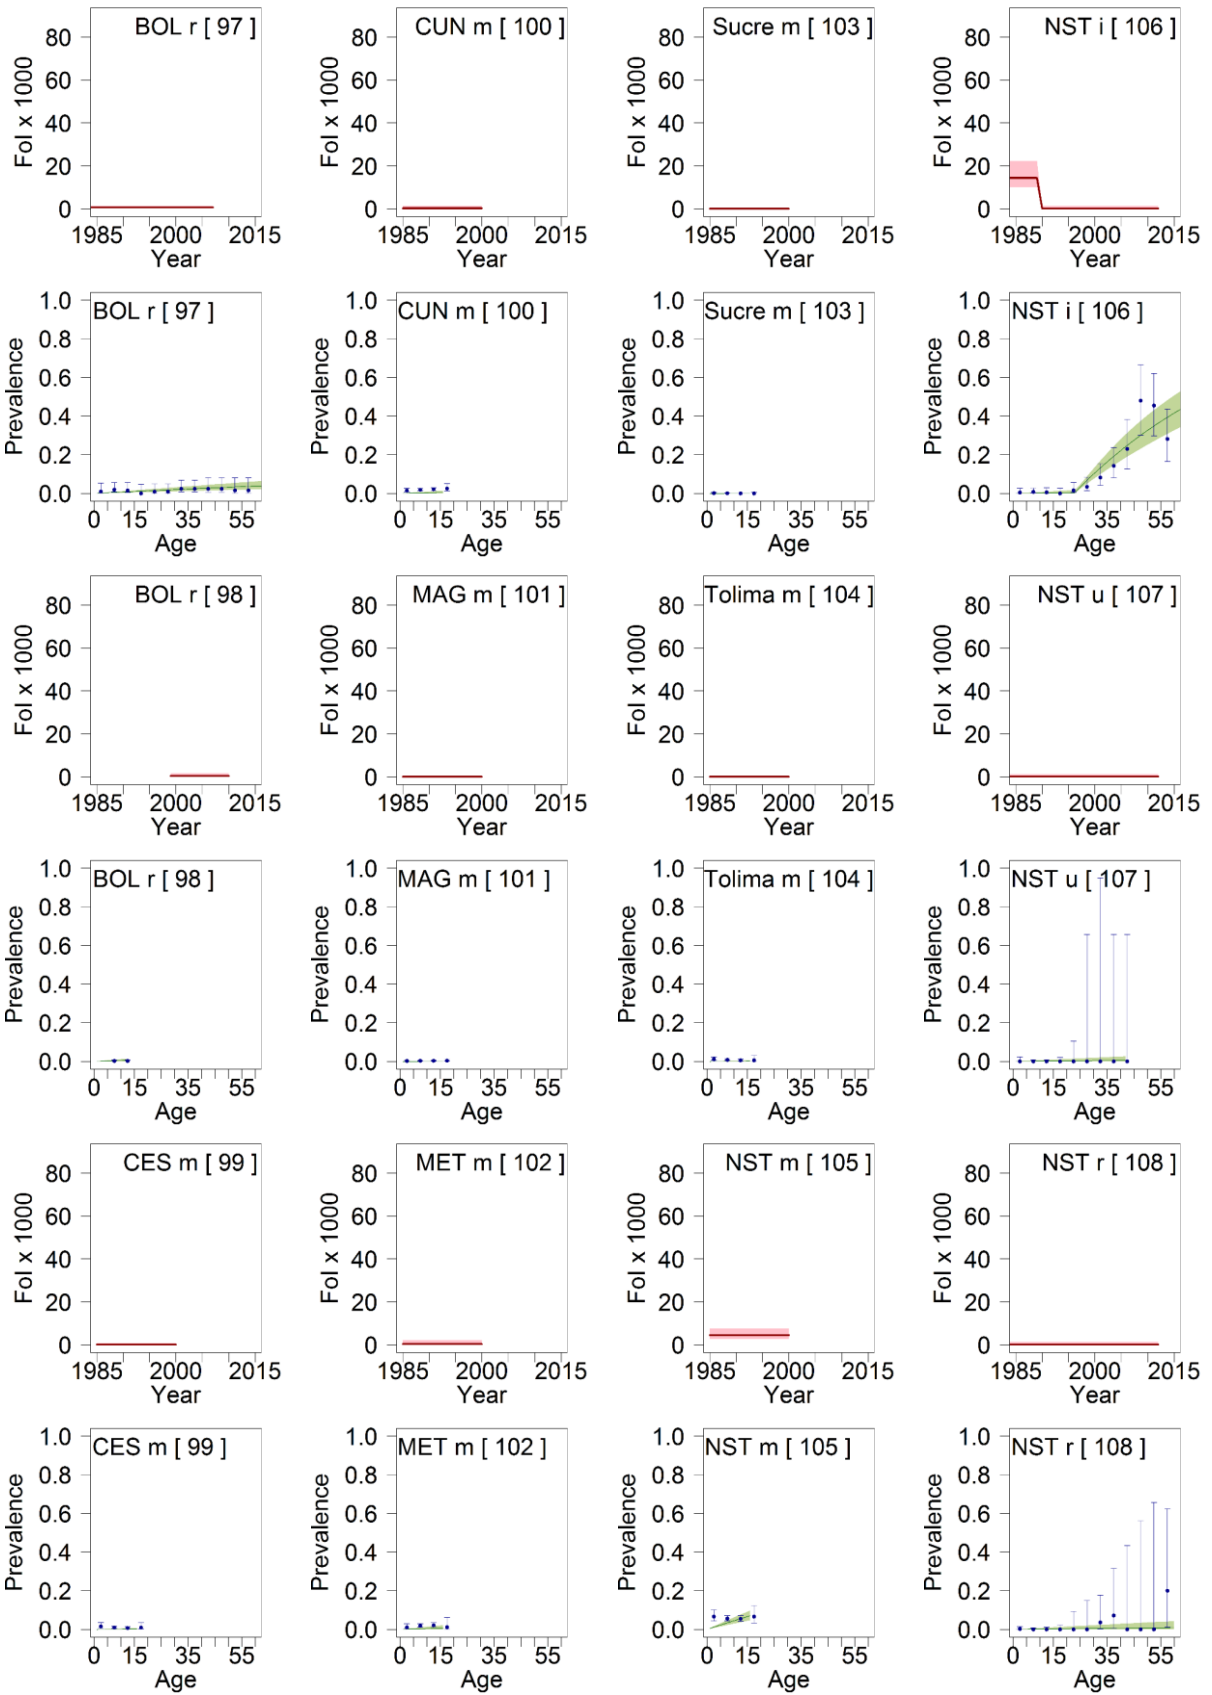 BOL r [ 97 ]
Fol x 1000
80
60
40
20
0
1985 2000 2015
Year
CUN m [ 100 ]
Fol x 1000
80
60
40
20
0
1985 2000 2015
Year
Sucre m [ 103 ]
Fol x 1000
80
60
40
20
0
1985 2000 2015
Year
NST i [ 106 ]
Fol x 1000
80
60
40
20
0
1985 2000 2015
Year
BOL r [ 97 ]
Prevalence
1.0
0.8
0.6
0.4
0.2
0.0
0 15 35 55
Age
CUN m [ 100 ]
Prevalence
1.0
0.8
0.6
0.4
0.2
0.0
0 15 35 55
Age
Sucre m [ 103 ]
Prevalence
1.0
0.8
0.6
0.4
0.2
0.0
0 15 35 55
Age
NST i [ 106 ]
Prevalence
1.0
0.8
0.6
0.4
0.2
0.0
0 15 35 55
Age
BOL r [ 98 ]
Fol x 1000
80
60
40
20
0
1985 2000 2015
Year
MAG m [ 101 ]
Fol x 1000
80
60
40
20
0
1985 2000 2015
Year
Tolima m [ 104 ]
Fol x 1000
80
60
40
20
0
1985 2000 2015
Year
NST u [ 107 ]
Fol x 1000
80
60
40
20
0
1985 2000 2015
Year
BOL r [ 98 ]
Prevalence
1.0
0.8
0.6
0.4
0.2
0.0
0 15 35 55
Age
MAG m [ 101 ]
Prevalence
1.0
0.8
0.6
0.4
0.2
0.0
0 15 35 55
Age
Tolima m [ 104 ]
Prevalence
1.0
0.8
0.6
0.4
0.2
0.0
0 15 35 55
Age
NST u [ 107 ]
Prevalence
1.0
0.8
0.6
0.4
0.2
0.0
0 15 35 55
Age
CES m [ 99 ]
Fol x 1000
80
60
40
20
0
1985 2000 2015
Year
MET m [ 102 ]
Fol x 1000
80
60
40
20
0
1985 2000 2015
Year
NST m [ 105 ]
Fol x 1000
80
60
40
20
0
1985 2000 2015
Year
NST r [ 108 ]
Fol x 1000
80
60
40
20
0
1985 2000 2015
Year
CES m [ 99 ]
Prevalence
1.0
0.8
0.6
0.4
0.2
0.0
0 15 35 55
Age
MET m [ 102 ]
Prevalence
1.0
0.8
0.6
0.4
0.2
0.0
0 15 35 55
Age
NST m [ 105 ]
Prevalence
1.0
0.8
0.6
0.4
0.2
0.0
0 15 35 55
Age
NST r [ 108 ]
Prevalence
1.0
0.8
0.6
0.4
0.2
0.0
0 15 35 55
Age